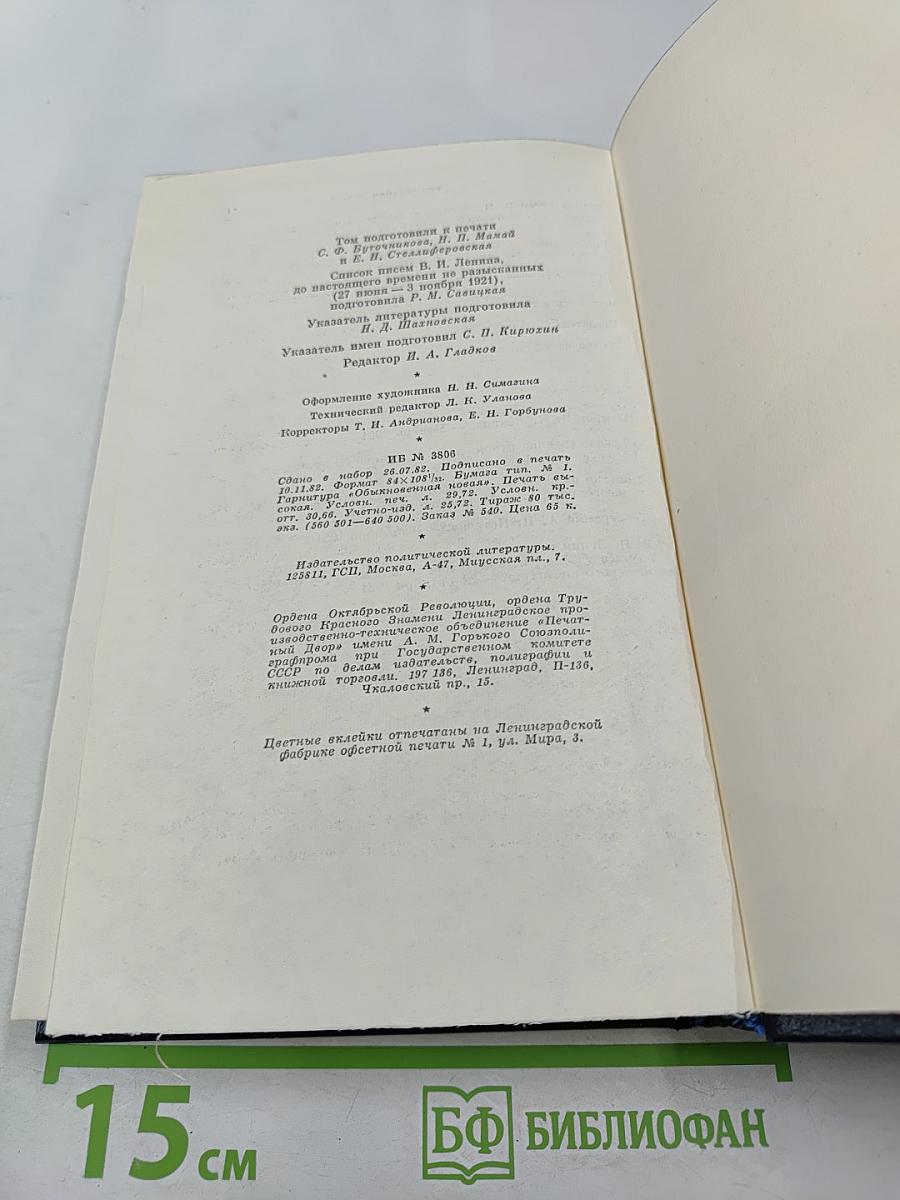 Том подготовили к печати
С. Ф. Буточникова, Н. П. Мамай
и Е. Н. Стеллиферовская
Список писем В. И. Ленина,
до настоящего времени не разысканных
(27 июня — 3 ноября 1921),
подготовила Р. М. Савицкая
Указатель литературы подготовила
Н. Д. Шахновская
Указатель имен подготовил С. П. Кирюхин
Редактор И. А. Гладков
★
Оформление художника Н. Н. Симагина
Технический редактор Л. К. Уланова
Корректоры Т. И. Андрианова, Е. Н. Горбунова
★
ИБ № 3806
Сдано в набор 26.07.82. Подписано в печать
10.11.82. Формат 84×108¹/₃₂. Бумага тип. № 1.
Гарнитура «Обыкновенная новая». Печать вы-
сокая. Условн. печ. л. 29,72. Условн. кр.-
отт. 30,66. Учетно-изд. л. 25,72. Тираж 80 тыс.
экз. (560 501—640 500). Заказ № 540. Цена 65 к.
★
Издательство политической литературы.
125811, ГСП, Москва, А-47, Миусская пл., 7.
★
Ордена Октябрьской Революции, ордена Тру-
дового Красного Знамени Ленинградское про-
изводственно-техническое объединение «Печат-
ный Двор» имени А. М. Горького Союзполи-
графпрома при Государственном комитете
СССР по делам издательств, полиграфии и
книжной торговли. 197 136, Ленинград, П-136,
Чкаловский пр., 15.
★
Цветные вклейки отпечатаны на Ленинградской
фабрике офсетной печати № 1, ул. Мира, 3.
15 см
БФ БИБЛИОФАН